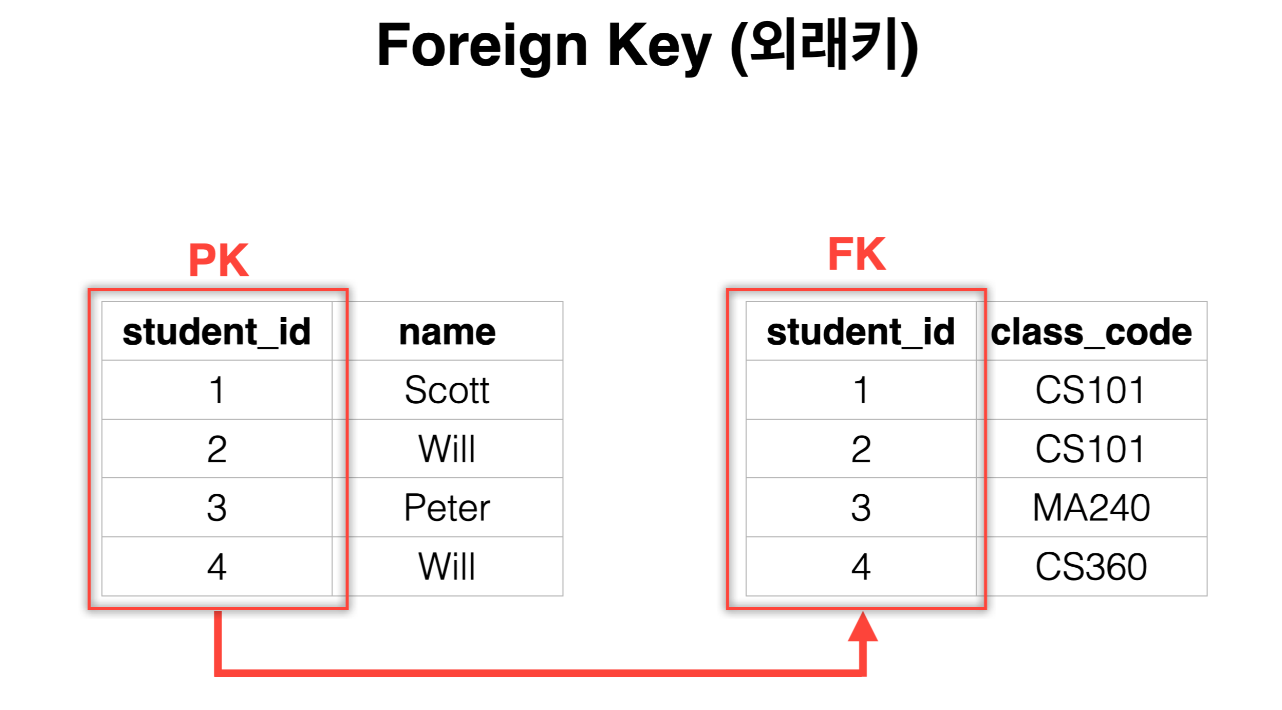 Foreign Key (외래키)
PK
FK
student_id name
1 Scott
2 Will
3 Peter
4 Will
student_id class_code
1 CS101
2 CS101
3 MA240
4 CS360